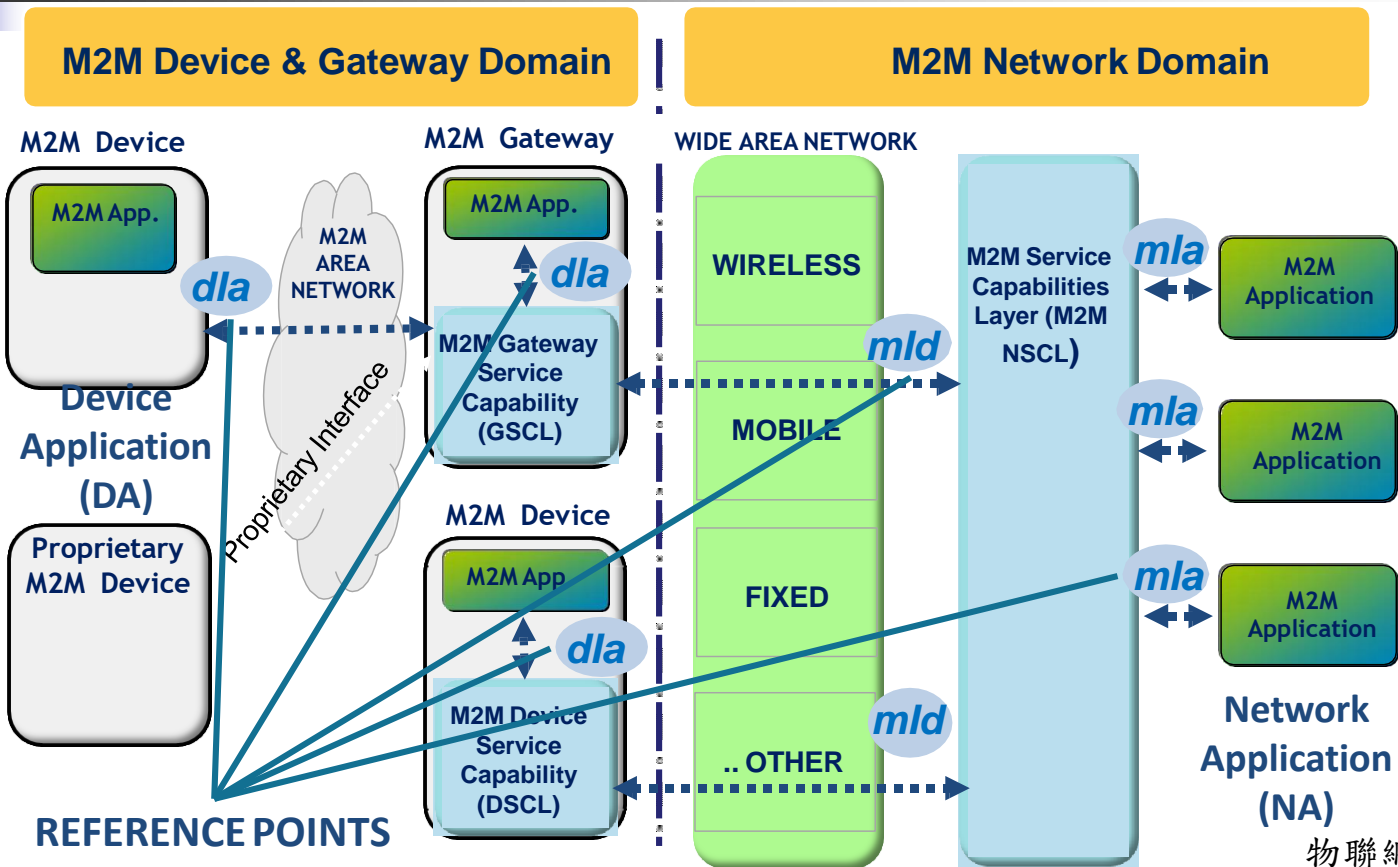 M2M Device & Gateway Domain
M2M Network Domain
M2M Device
M2M App.
dla
Device
Application
(DA)
Proprietary
M2M Device
M2M
AREA
NETWORK
Proprietary Interface
M2M Gateway
M2M App.
dla
M2M Gateway
Service
Capability
(GSCL)
M2M Device
M2M App
dla
M2M Device
Service
Capability
(DSCL)
REFERENCE POINTS
WIDE AREA NETWORK
WIRELESS
MOBILE
FIXED
.. OTHER
mld
mld
M2M Service
Capabilities
Layer (M2M
NSCL)
mla
M2M
Application
mla
M2M
Application
mla
M2M
Application
Network
Application
(NA)
物聯網